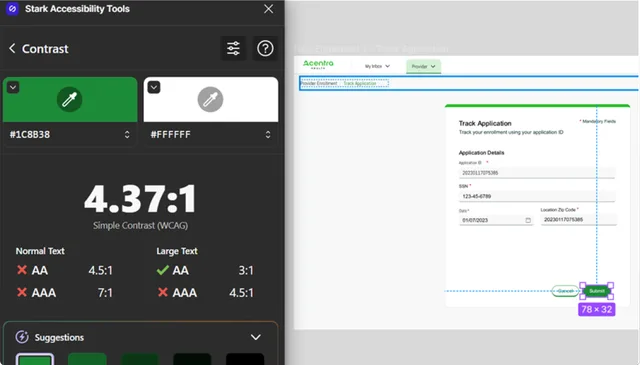 Stark Accessibility Tools
Contrast
#1C8B38
#FFFFFF
4.37:1
Simple Contrast (WCAG)
Normal Text
AA 4.5:1
AAA 7:1
Large Text
AA 3:1
AAA 4.5:1
Suggestions
Acentra
HEALTH
My Inbox
Provider
Provider Enrollment
Track Application
Track Application
* Mandatory Fields
Track your enrollment using your application ID
Application Details
Application ID *
20230117075385
SSN *
123-45-6789
Date *
01/07/2023
Location Zip Code *
20230117075385
Cancel
Submit
78 × 32